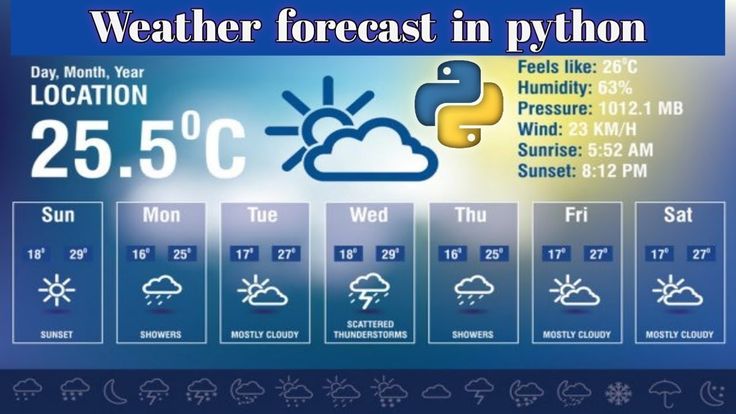 Weather forecast in python
Day, Month, Year
LOCATION
25.5°C
Feels like: 26°C
Humidity: 63%
Pressure: 1012.1 MB
Wind: 23 KM/H
Sunrise: 5:52 AM
Sunset: 8:12 PM
Sun
18° 29°
SUNSET
Mon
16° 25°
SHOWERS
Tue
17° 27°
MOSTLY CLOUDY
Wed
18° 29°
SCATTERED
THUNDERSTORMS
Thu
16° 25°
SHOWERS
Fri
17° 27°
MOSTLY CLOUDY
Sat
17° 27°
MOSTLY CLOUDY